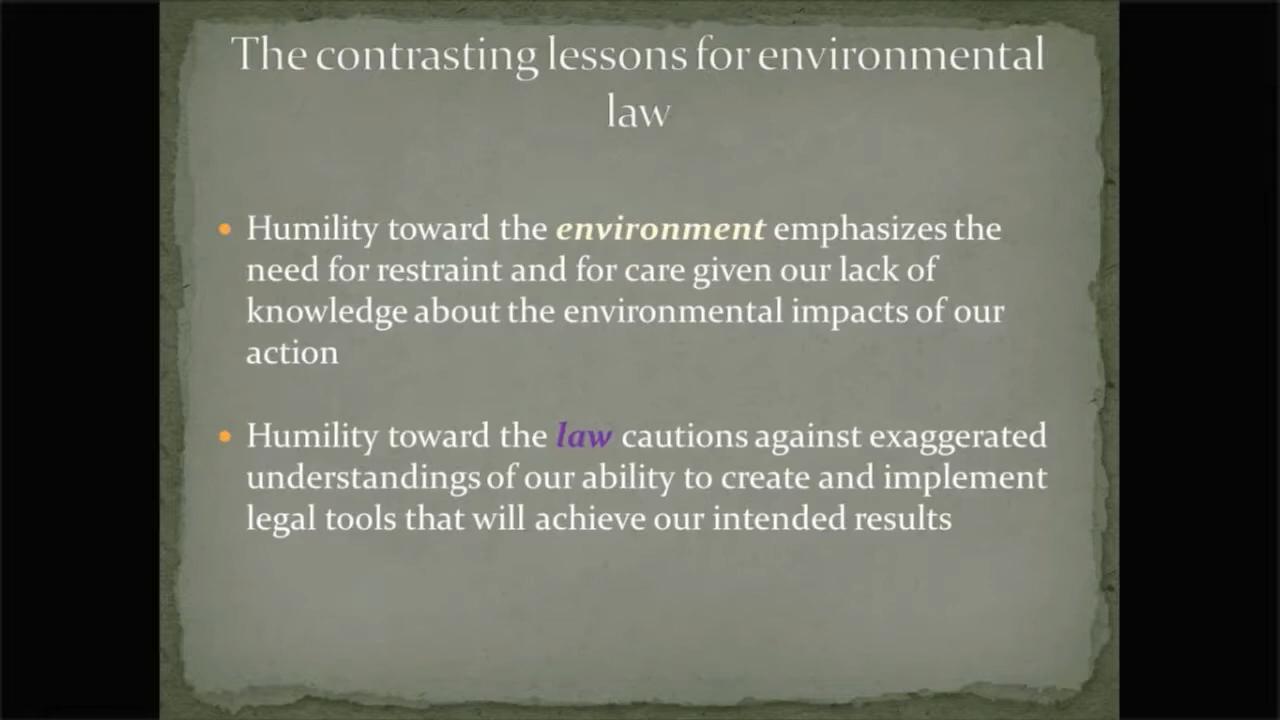 The contrasting lessons for environmental
law
• Humility toward the environment emphasizes the
need for restraint and for care given our lack of
knowledge about the environmental impacts of our
action
• Humility toward the law cautions against exaggerated
understandings of our ability to create and implement
legal tools that will achieve our intended results